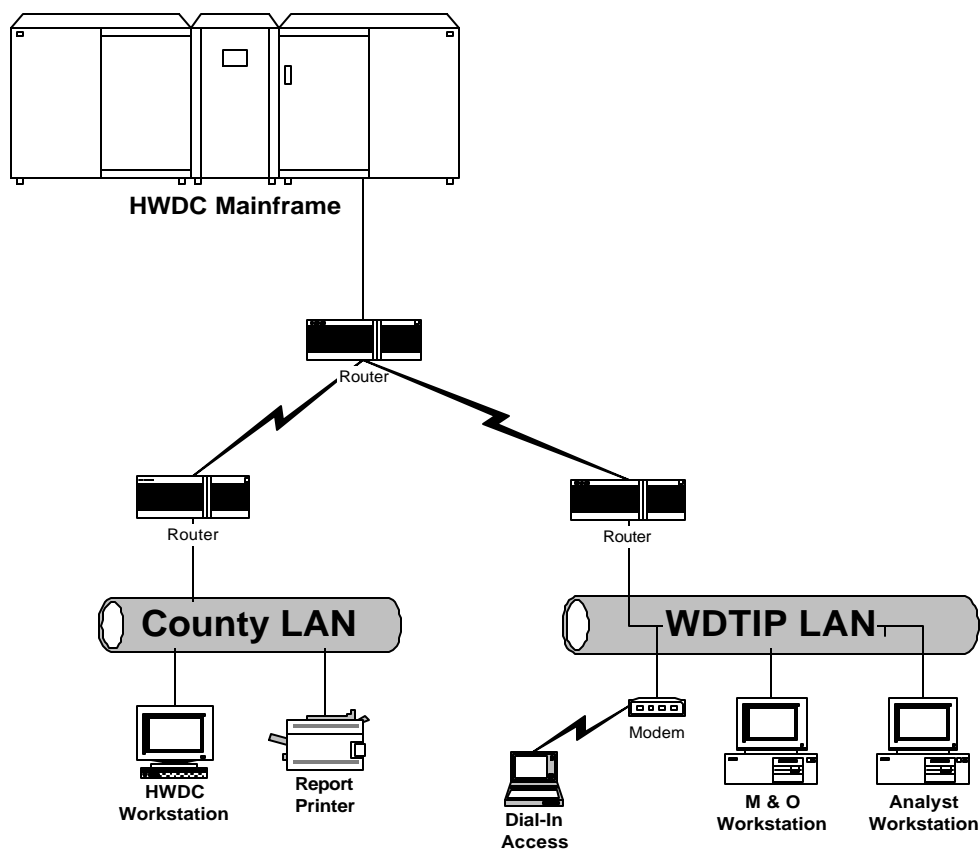 HWDC Mainframe
Router
Router
Router
County LAN
WDTIP LAN
HWDC
Workstation
Report
Printer
Modem
Dial-In
Access
M & O
Workstation
Analyst
Workstation